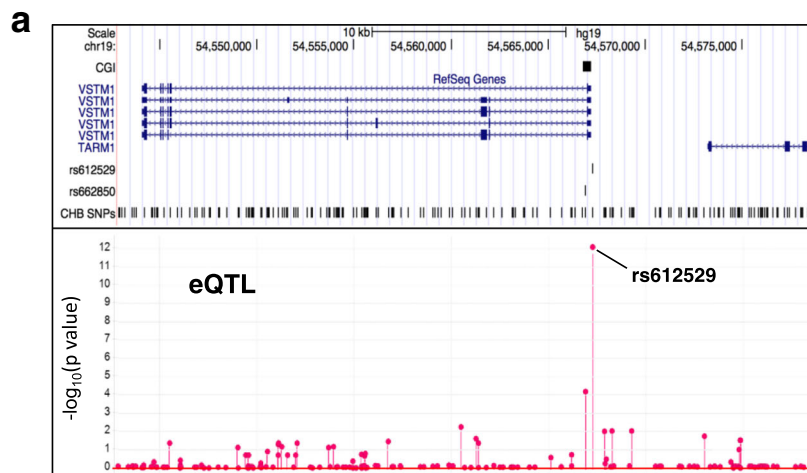 a
Scale 10 kb hg19
chr19: 54,550,000 54,555,000 54,560,000 54,565,000 54,570,000 54,575,000
CGI
RefSeq Genes
VSTM1
VSTM1
VSTM1
VSTM1
VSTM1
TARM1
rs612529
rs662850
CHB SNPs
12
11
10
9
8
7
6
5
4
3
2
1
0
-log10(p value)
eQTL
rs612529